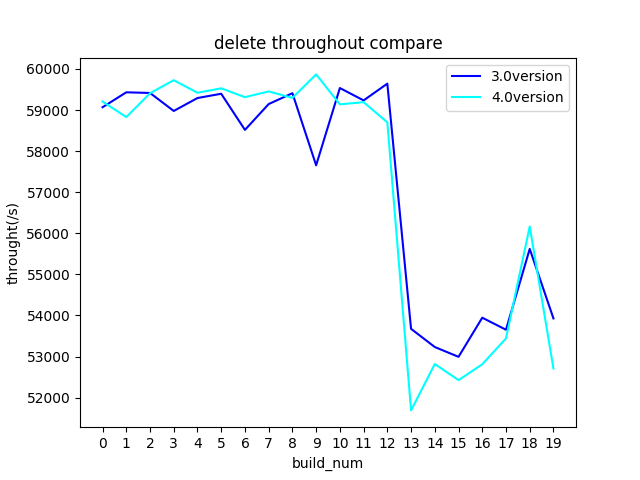 delete throughout compare
3.0version
4.0version
60000
59000
58000
57000
56000
55000
54000
53000
52000
throught(/s)
0 1 2 3 4 5 6 7 8 9 10 11 12 13 14 15 16 17 18 19
build_num